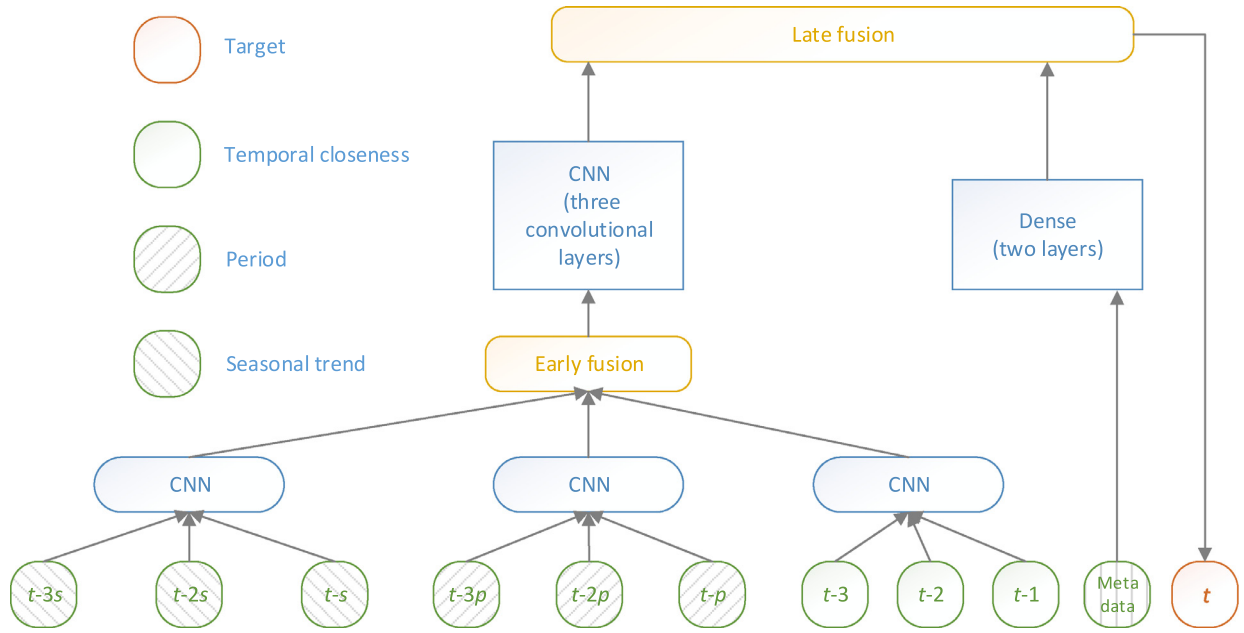 Target
Temporal closeness
Period
Seasonal trend
Late fusion
CNN
(three
convolutional
layers)
Dense
(two layers)
Early fusion
CNN
CNN
CNN
t-3s
t-2s
t-s
t-3p
t-2p
t-p
t-3
t-2
t-1
Meta
data
t